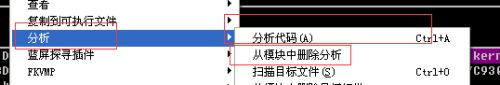 查看
复制到可执行文件
分析
蓝屏探寻插件
FKVMP
分析代码(A) Ctrl+A
从模块中删除分析
扫描目标文件(S) Ctrl+O
kern
/C930